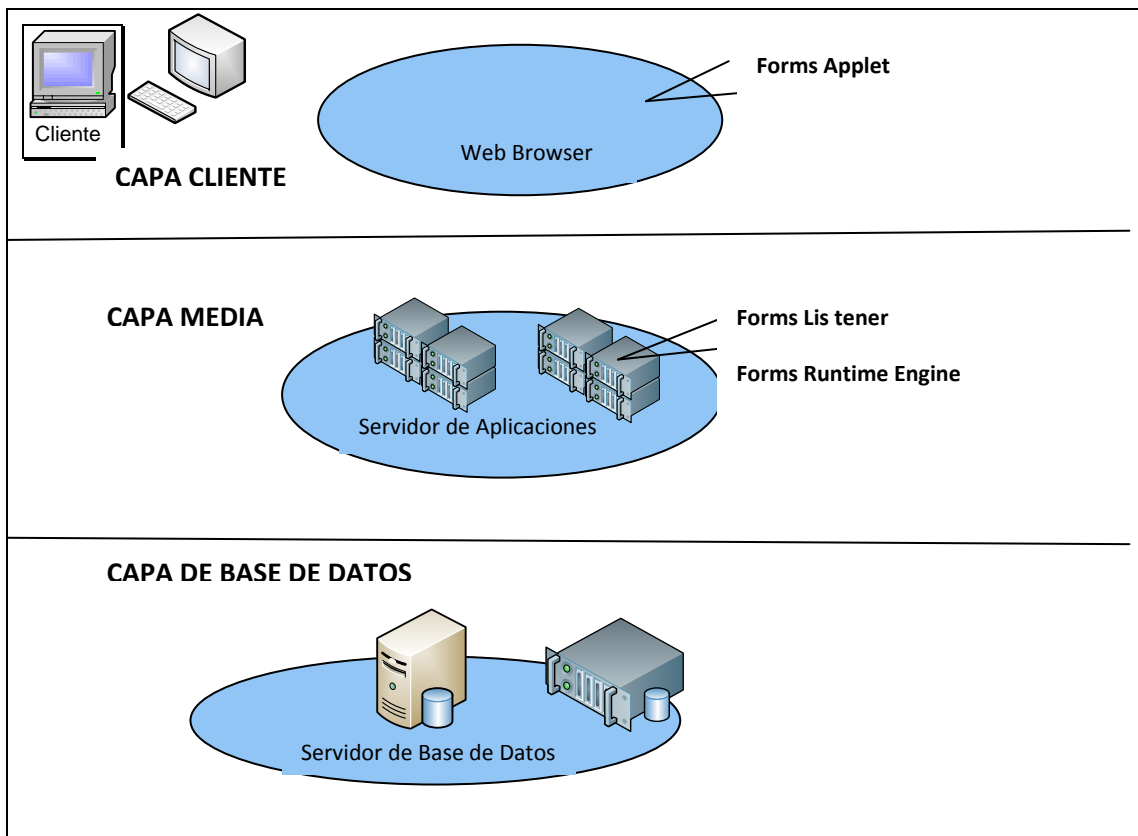 Forms Applet
Cliente
Web Browser
CAPA CLIENTE
CAPA MEDIA
Forms Lis tener
Forms Runtime Engine
Servidor de Aplicaciones
CAPA DE BASE DE DATOS
Servidor de Base de Datos